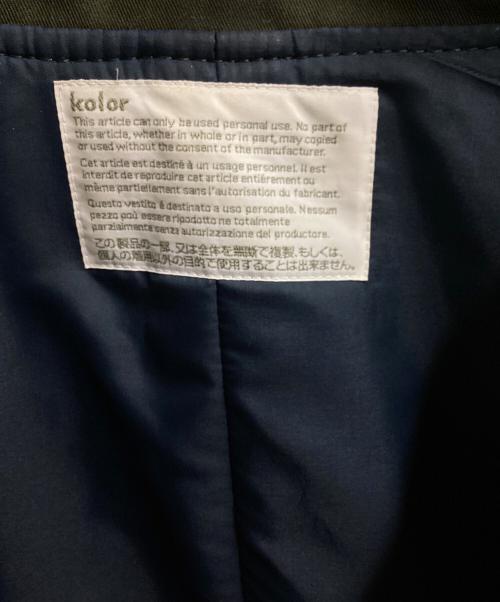 kolor
This article can only be used personal use. No part of
this article, whether in whole or in part, may copied
or used without the consent of the manufacturer.
Cet article est destiné à un usage personnel. Il est
interdit de reproduire cet article entiérement ou
même partiellement sans l'autorisation du fabricant.
Questo vestito é destinato a uso personale. Nessum
pezzo poù essere ripodotto ne totalmente
parzialmente senza autorizzazione del productore.
この製品の一部、又は全体を無断で複製、もしくは、
個人の着用以外の目的で使用することは出来ません。